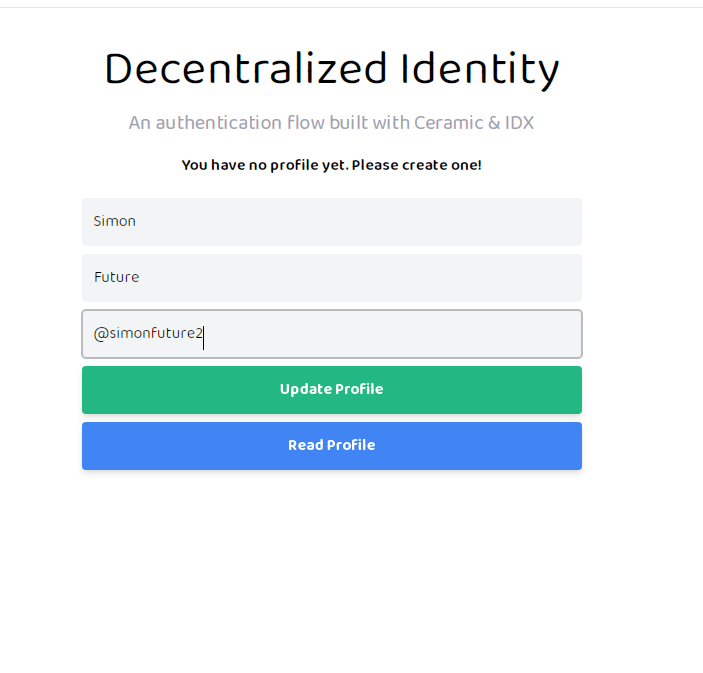 Decentralized Identity
An authentication flow built with Ceramic & IDX
You have no profile yet. Please create one!
Simon
Future
@simonfuture2
Update Profile
Read Profile